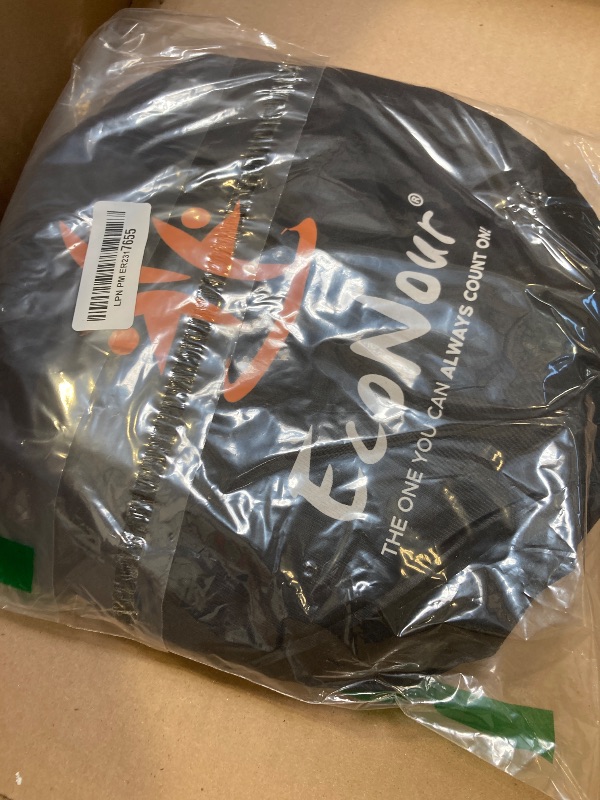 LPN PM ER2317655
EcoNour®
THE ONE YOU CAN ALWAYS COUNT ON!